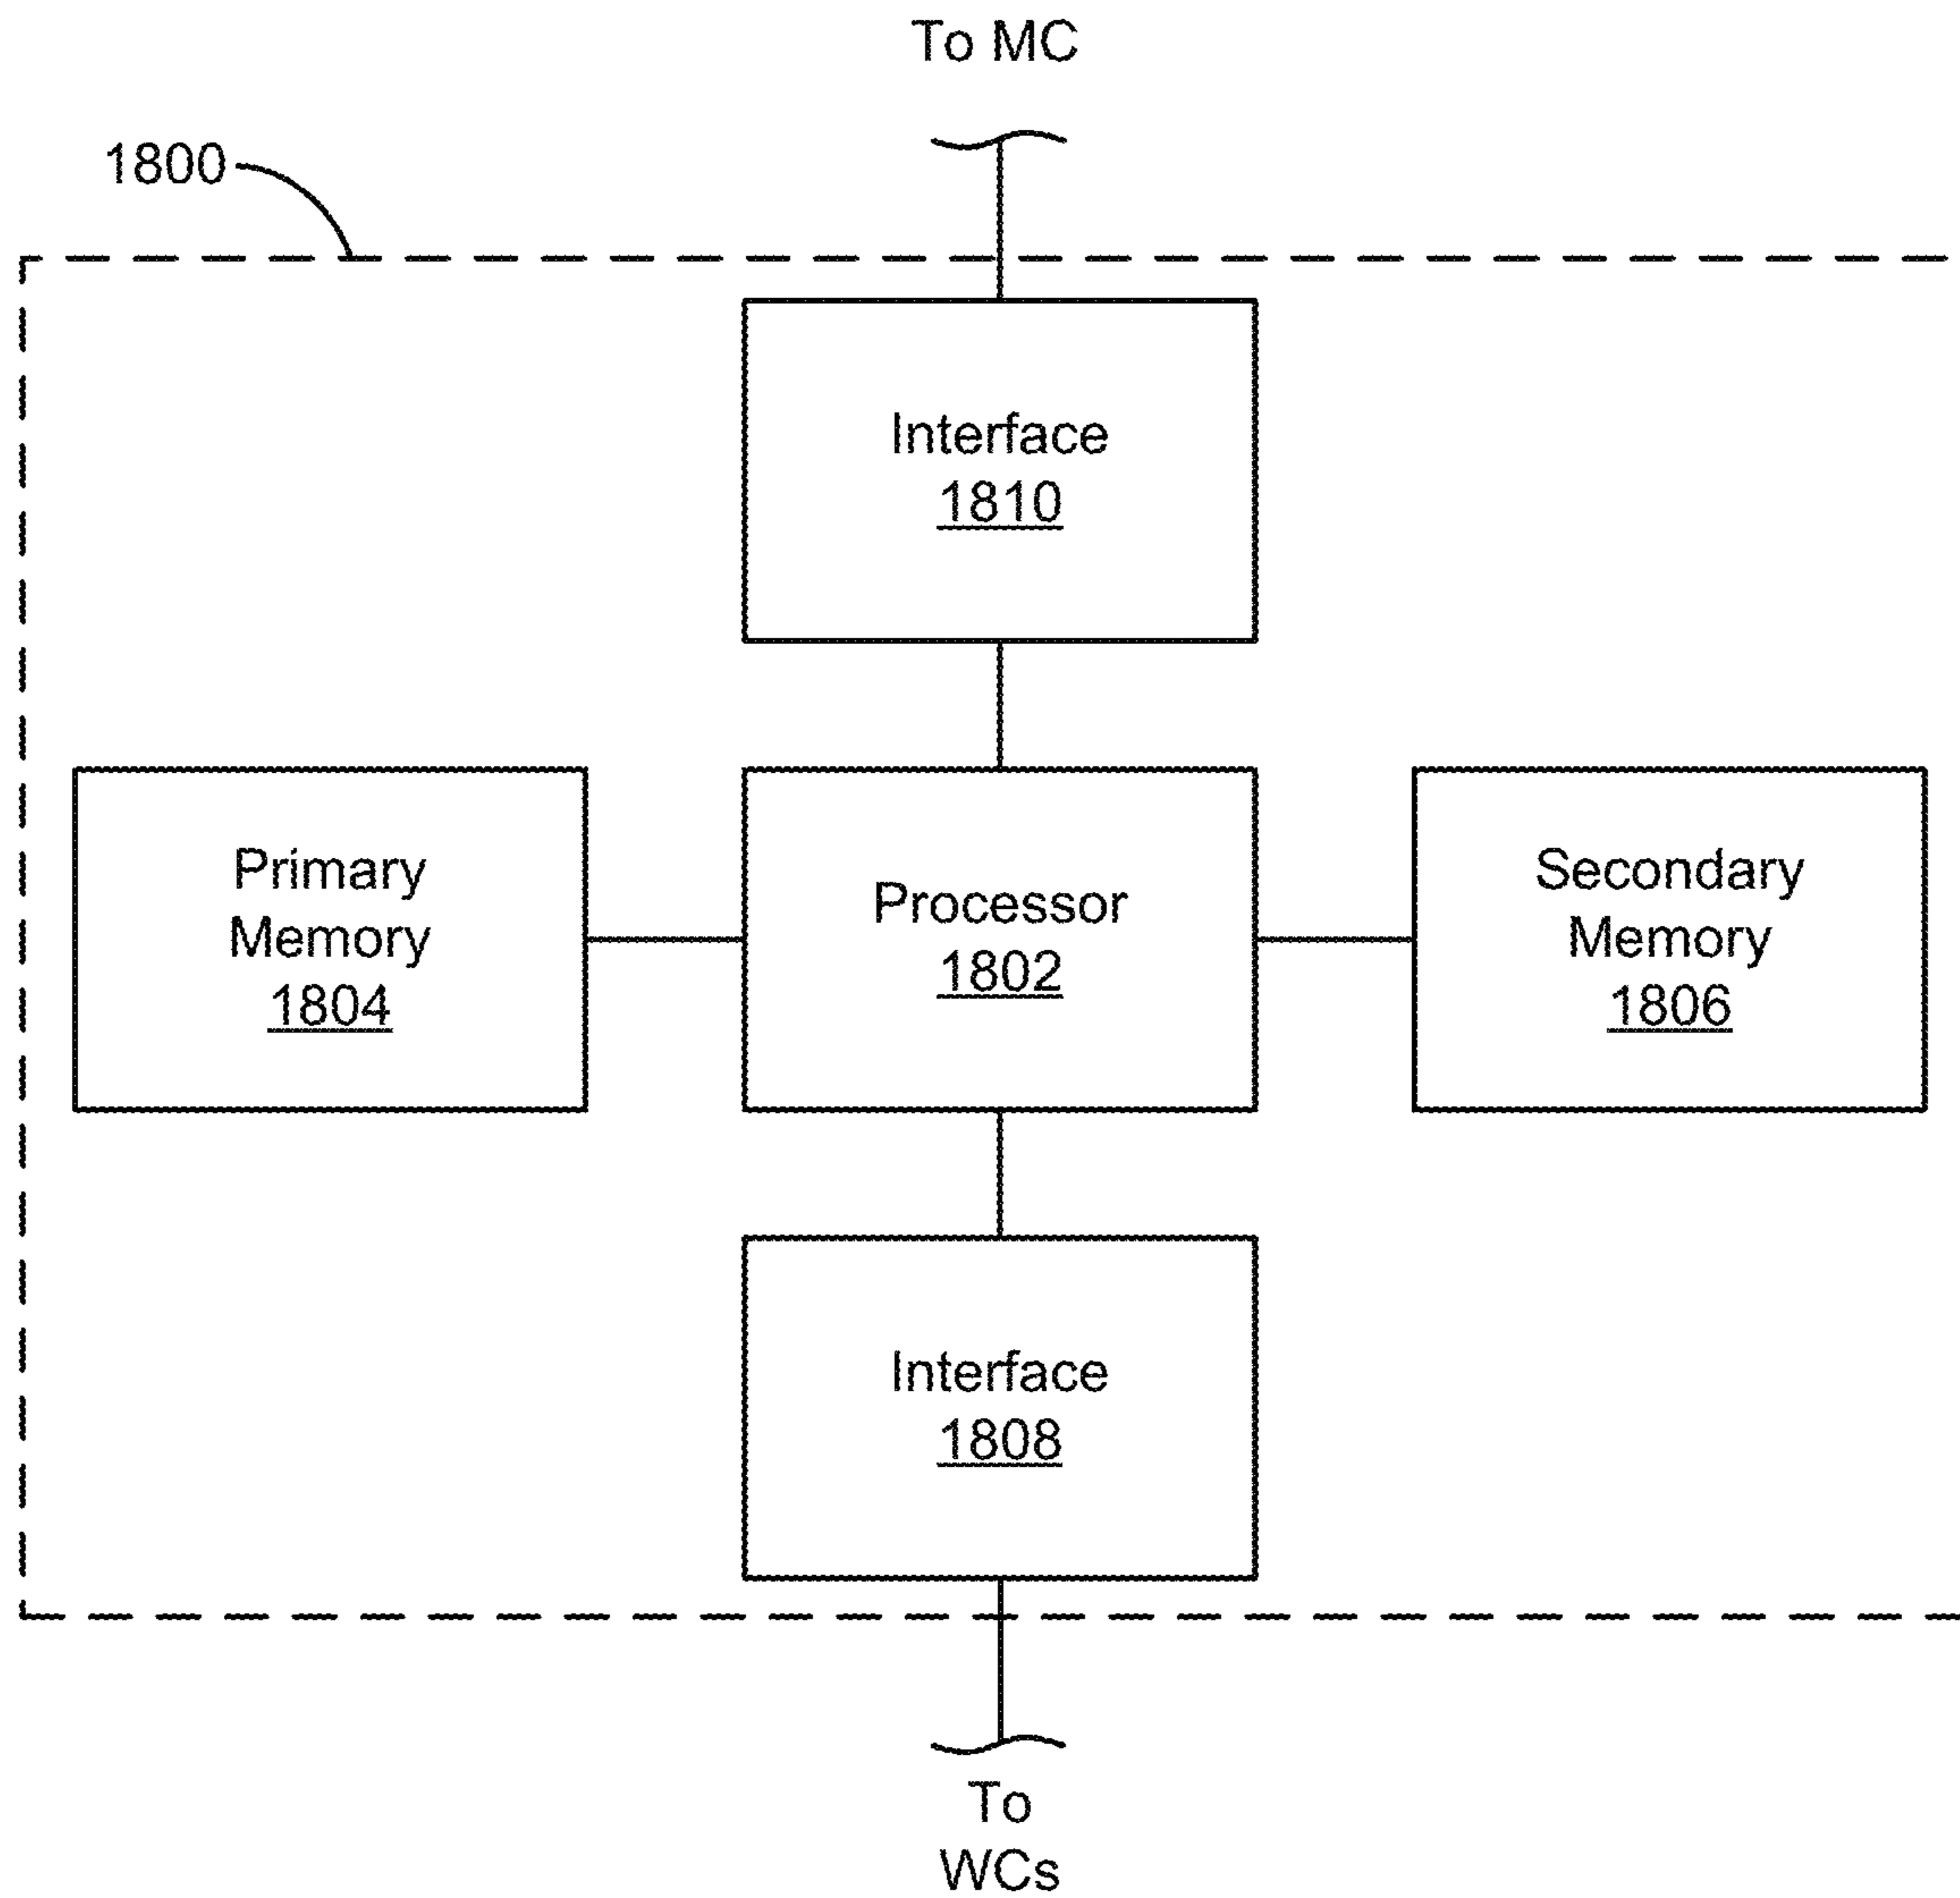 To MC
1800
Interface
1810
Primary
Memory
1804
Processor
1802
Secondary
Memory
1806
Interface
1808
To
WCs